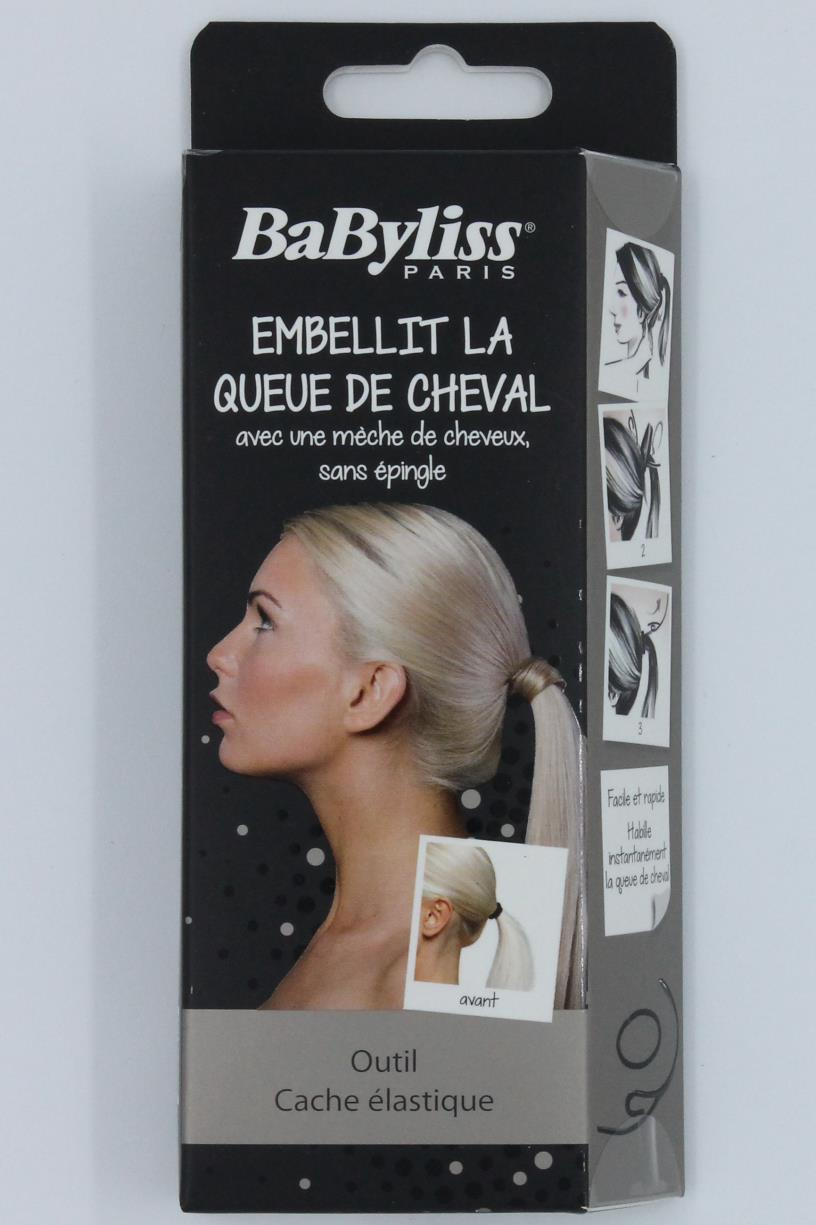 BaByliss®
PARIS
EMBELLIT LA
QUEUE DE CHEVAL
avec une mèche de cheveux,
sans épingle
avant
Outil
Cache élastique
1
2
3
Facile et rapide
Habille
instantanément
la queue de cheval